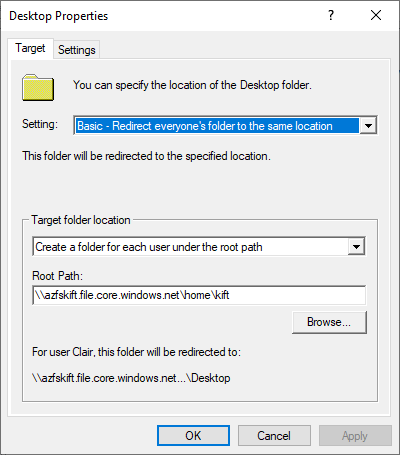 Desktop Properties
? ×
Target Settings
You can specify the location of the Desktop folder.
Setting: Basic - Redirect everyone's folder to the same location
This folder will be redirected to the specified location.
Target folder location
Create a folder for each user under the root path
Root Path:
\\azfskift.file.core.windows.net\home\kift
Browse...
For user Clair, this folder will be redirected to:
\\azfskift.file.core.windows.net...\Desktop
OK Cancel Apply